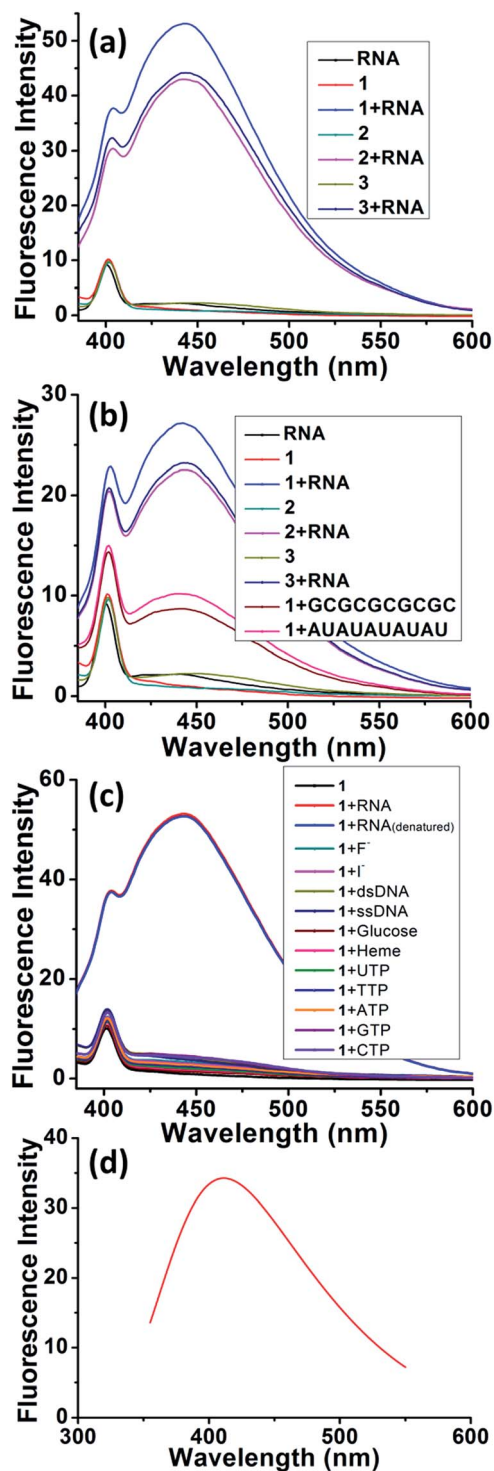 (a)
Fluorescence Intensity
50
40
30
20
10
0
RNA
1
1+RNA
2
2+RNA
3
3+RNA
400 450 500 550 600
Wavelength (nm)
(b)
Fluorescence Intensity
30
20
10
0
RNA
1
1+RNA
2
2+RNA
3
3+RNA
1+GCGCGCGCGC
1+AUAUAUAUAU
400 450 500 550 600
Wavelength (nm)
(c)
Fluorescence Intensity
60
40
20
0
1
1+RNA
1+RNA(denatured)
1+F-
1+I-
1+dsDNA
1+ssDNA
1+Glucose
1+Heme
1+UTP
1+TTP
1+ATP
1+GTP
1+CTP
400 450 500 550 600
Wavelength (nm)
(d)
Fluorescence Intensity
40
30
20
10
0
300 400 500 600
Wavelength (nm)